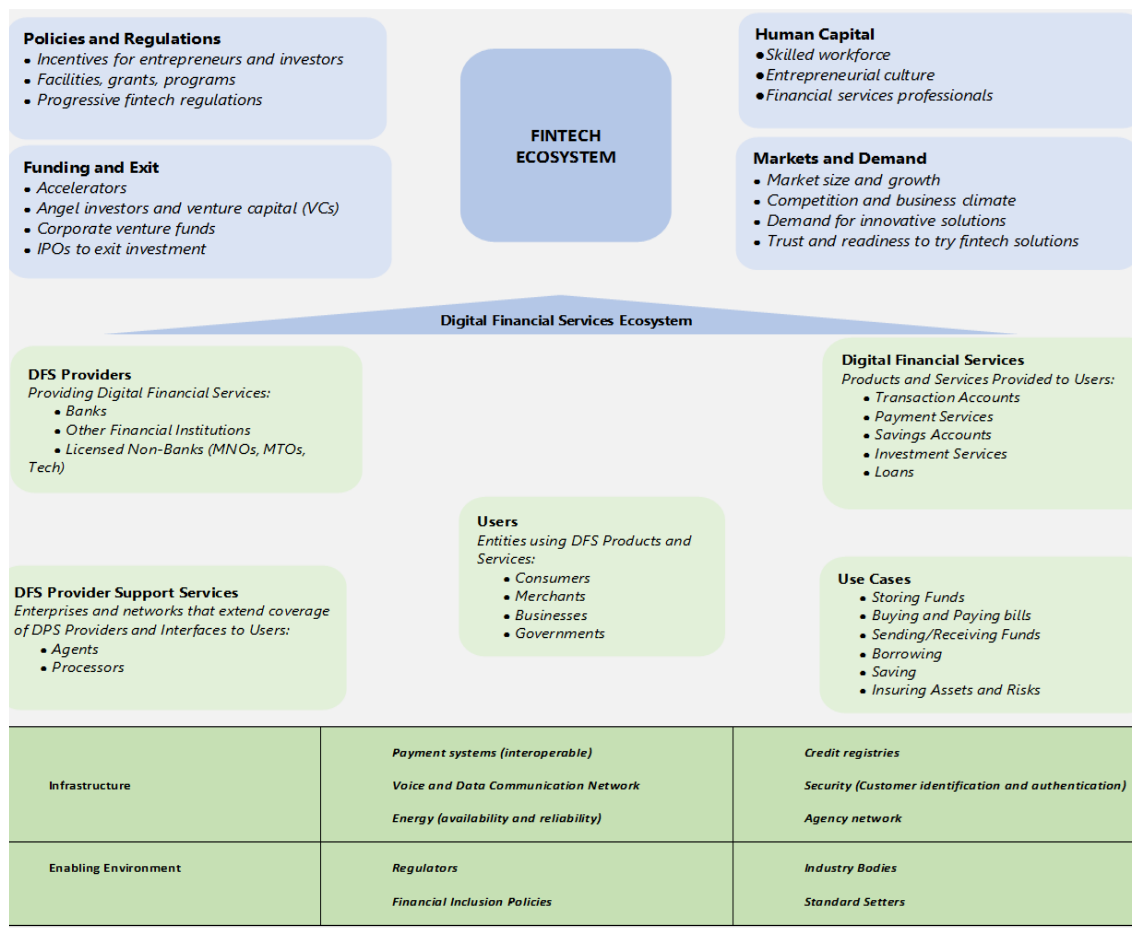 Policies and Regulations
• Incentives for entrepreneurs and investors
• Facilities, grants, programs
• Progressive fintech regulations
Funding and Exit
• Accelerators
• Angel investors and venture capital (VCs)
• Corporate venture funds
• IPOs to exit investment
FINTECH
ECOSYSTEM
Human Capital
●Skilled workforce
●Entrepreneurial culture
●Financial services professionals
Markets and Demand
• Market size and growth
• Competition and business climate
• Demand for innovative solutions
• Trust and readiness to try fintech solutions
Digital Financial Services Ecosystem
DFS Providers
Providing Digital Financial Services:
• Banks
• Other Financial Institutions
• Licensed Non-Banks (MNOs, MTOs,
Tech)
Digital Financial Services
Products and Services Provided to Users:
• Transaction Accounts
• Payment Services
• Savings Accounts
• Investment Services
• Loans
Users
Entities using DFS Products and
Services:
• Consumers
• Merchants
• Businesses
• Governments
DFS Provider Support Services
Enterprises and networks that extend coverage
of DPS Providers and Interfaces to Users:
• Agents
• Processors
Use Cases
• Storing Funds
• Buying and Paying bills
• Sending/Receiving Funds
• Borrowing
• Saving
• Insuring Assets and Risks
Infrastructure
Payment systems (interoperable)
Voice and Data Communication Network
Energy (availability and reliability)
Credit registries
Security (Customer identification and authentication)
Agency network
Enabling Environment
Regulators
Financial Inclusion Policies
Industry Bodies
Standard Setters